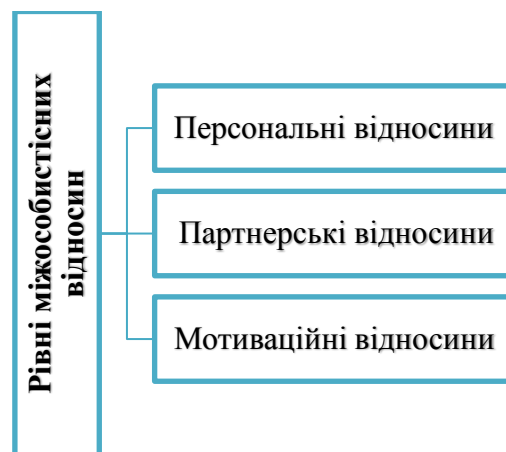 Рівні міжособистісних
відносин
Персональні відносини
Партнерські відносини
Мотиваційні відносини